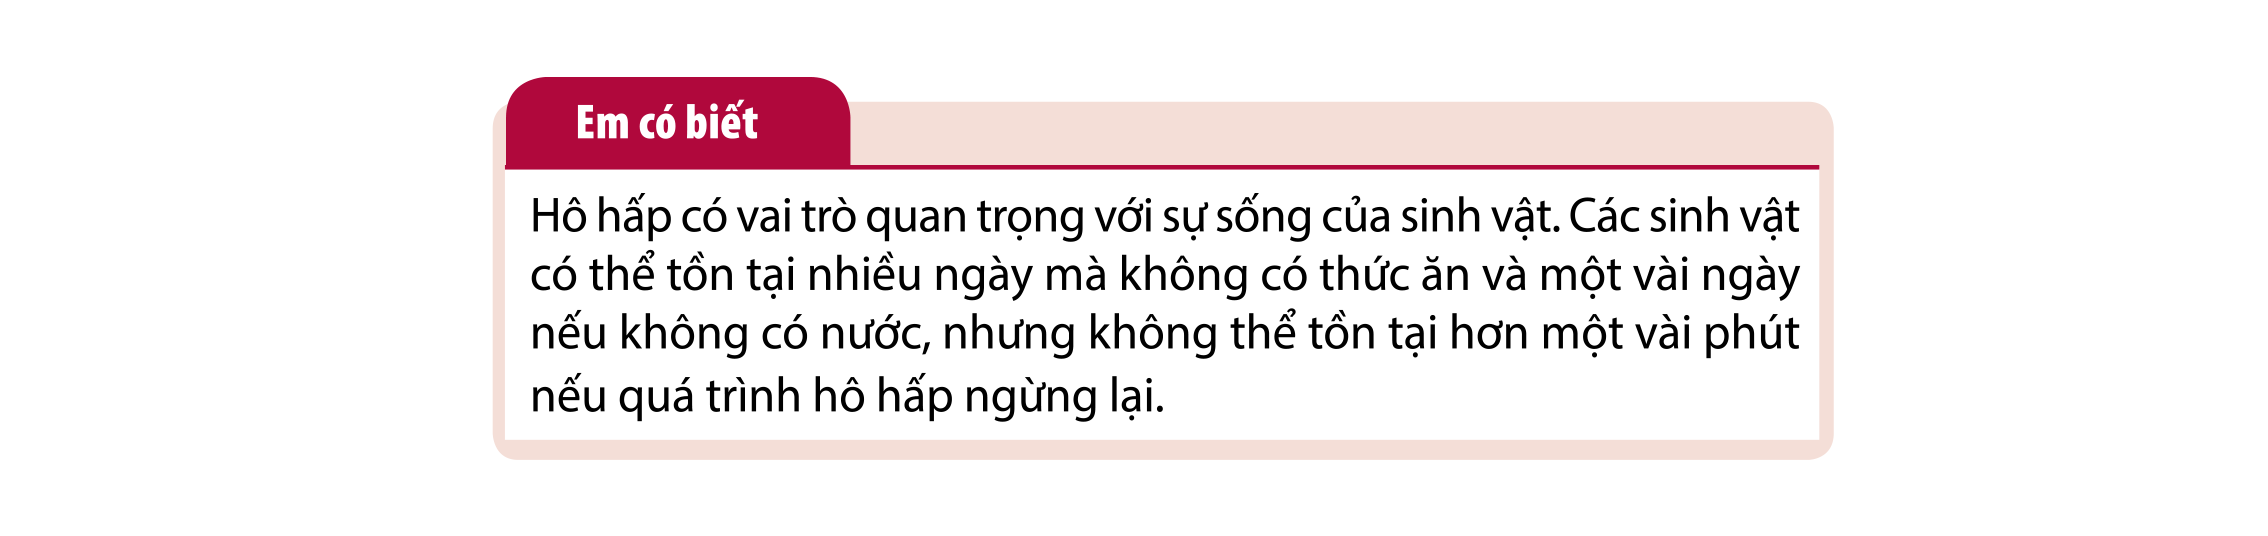 Em có biết
Hô hấp có vai trò quan trọng với sự sống của sinh vật. Các sinh vật
có thể tồn tại nhiều ngày mà không có thức ăn và một vài ngày
nếu không có nước, nhưng không thể tồn tại hơn một vài phút
nếu quá trình hô hấp ngừng lại.